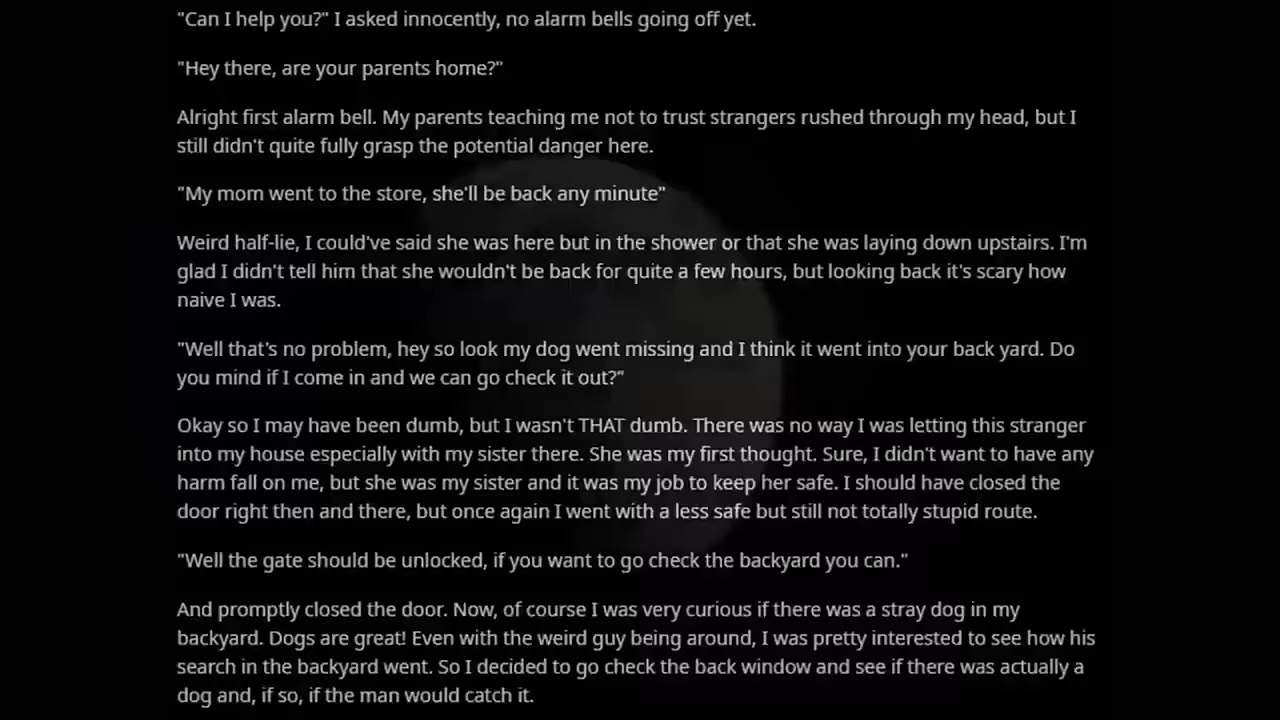 "Can I help you?" I asked innocently, no alarm bells going off yet.
"Hey there, are your parents home?"
Alright first alarm bell. My parents teaching me not to trust strangers rushed through my head, but I
still didn't quite fully grasp the potential danger here.
"My mom went to the store, she'll be back any minute"
Weird half-lie, I could've said she was here but in the shower or that she was laying down upstairs. I'm
glad I didn't tell him that she wouldn't be back for quite a few hours, but looking back it's scary how
naive I was.
"Well that's no problem, hey so look my dog went missing and I think it went into your back yard. Do
you mind if I come in and we can go check it out?"
Okay so I may have been dumb, but I wasn't THAT dumb. There was no way I was letting this stranger
into my house especially with my sister there. She was my first thought. Sure, I didn't want to have any
harm fall on me, but she was my sister and it was my job to keep her safe. I should have closed the
door right then and there, but once again I went with a less safe but still not totally stupid route.
"Well the gate should be unlocked, if you want to go check the backyard you can."
And promptly closed the door. Now, of course I was very curious if there was a stray dog in my
backyard. Dogs are great! Even with the weird guy being around, I was pretty interested to see how his
search in the backyard went. So I decided to go check the back window and see if there was actually a
dog and, if so, if the man would catch it.